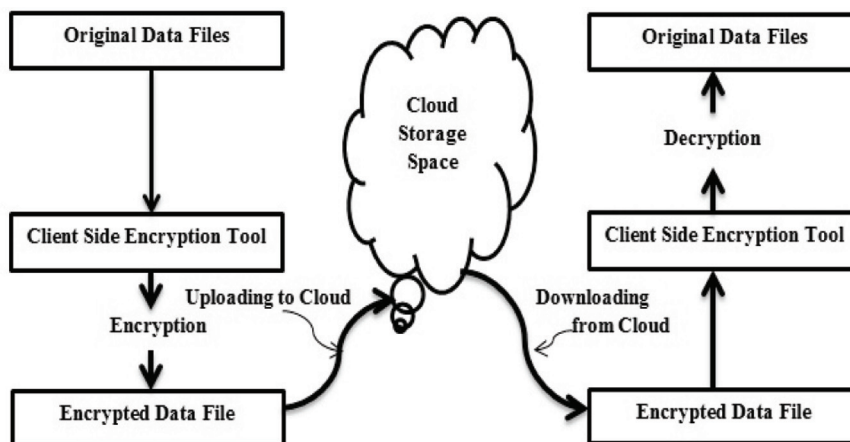 Original Data Files
Client Side Encryption Tool
Encryption
Encrypted Data File
Uploading to Cloud
Cloud
Storage
Space
Downloading
from Cloud
Original Data Files
Decryption
Client Side Encryption Tool
Encrypted Data File